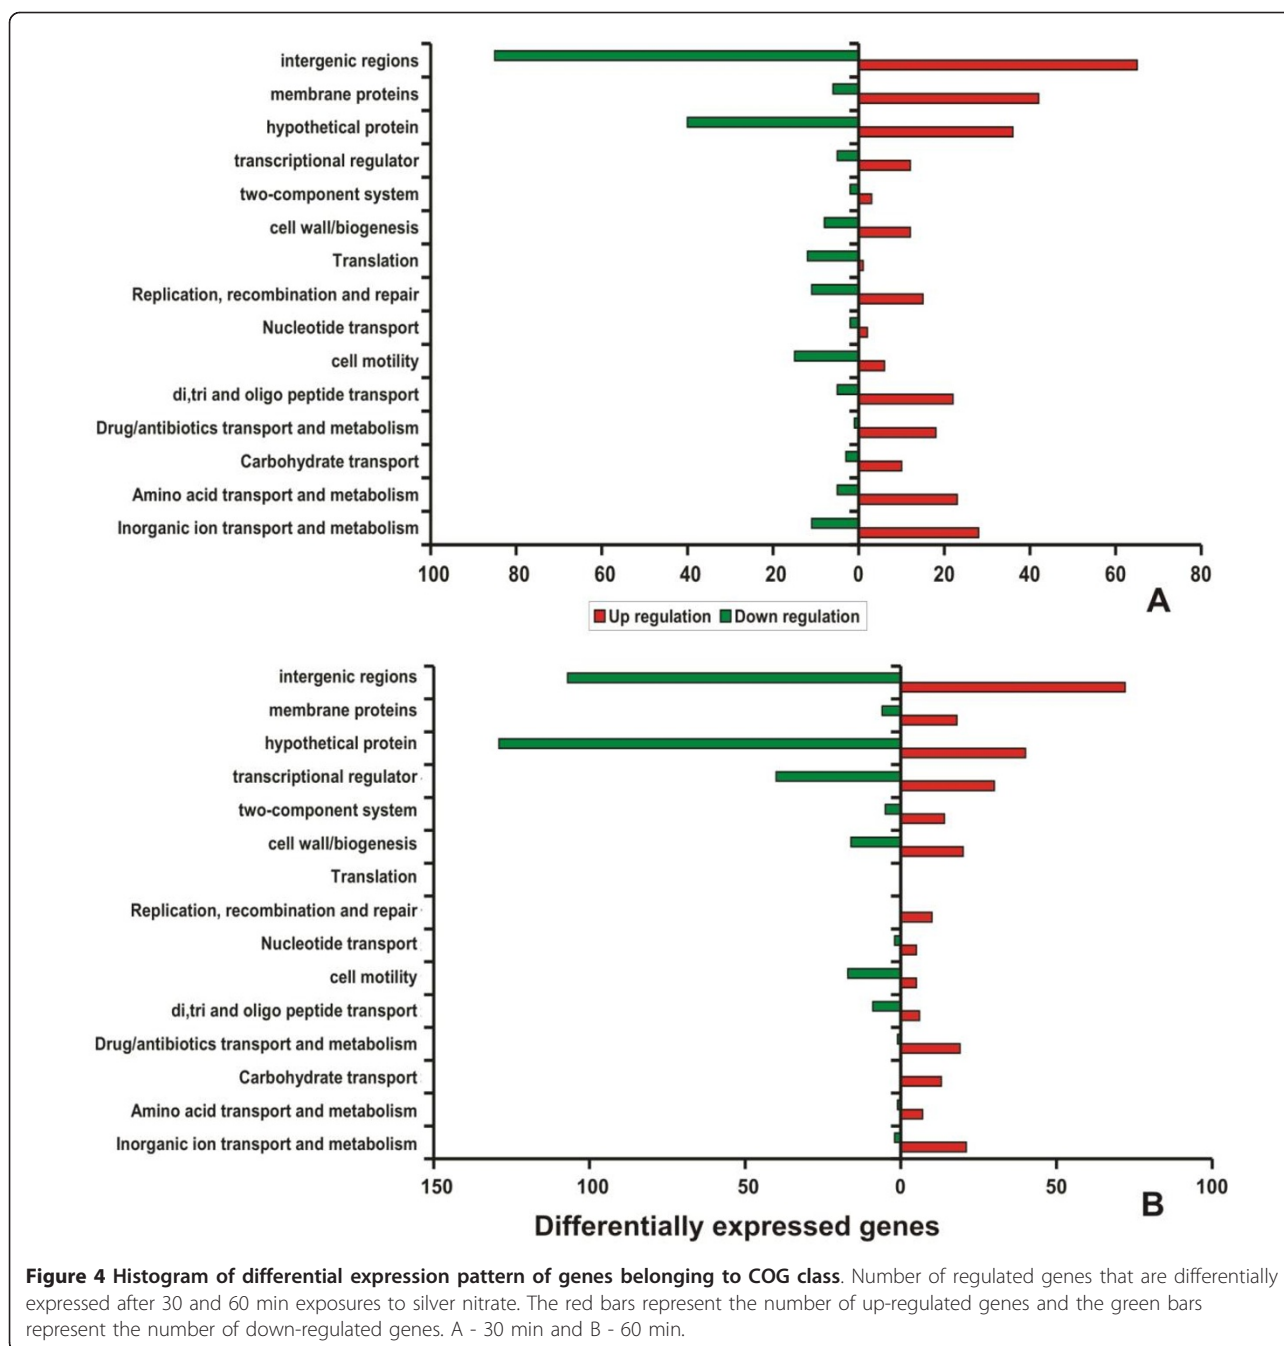 intergenic regions
membrane proteins
hypothetical protein
transcriptional regulator
two-component system
cell wall/biogenesis
Translation
Replication, recombination and repair
Nucleotide transport
cell motility
di,tri and oligo peptide transport
Drug/antibiotics transport and metabolism
Carbohydrate transport
Amino acid transport and metabolism
Inorganic ion transport and metabolism
100 80 60 40 20 0 20 40 60 80
A
Up regulation Down regulation
intergenic regions
membrane proteins
hypothetical protein
transcriptional regulator
two-component system
cell wall/biogenesis
Translation
Replication, recombination and repair
Nucleotide transport
cell motility
di,tri and oligo peptide transport
Drug/antibiotics transport and metabolism
Carbohydrate transport
Amino acid transport and metabolism
Inorganic ion transport and metabolism
150 100 50 0 50 100
B
Differentially expressed genes
Figure 4 Histogram of differential expression pattern of genes belonging to COG class. Number of regulated genes that are differentially
expressed after 30 and 60 min exposures to silver nitrate. The red bars represent the number of up-regulated genes and the green bars
represent the number of down-regulated genes. A - 30 min and B - 60 min.